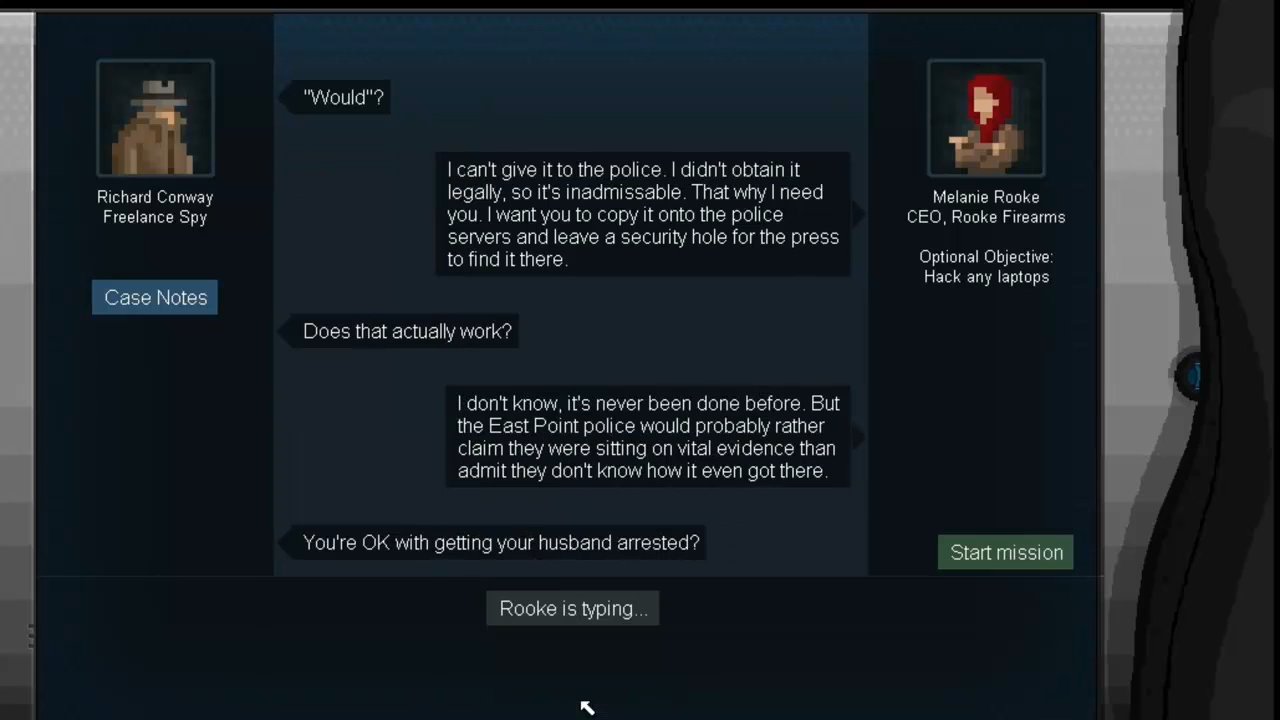 "Would"?
I can't give it to the police. I didn't obtain it
legally, so it's inadmissable. That why I need
you. I want you to copy it onto the police
servers and leave a security hole for the press
to find it there.
Richard Conway
Freelance Spy
Melanie Rooke
CEO, Rooke Firearms
Optional Objective:
Hack any laptops
Case Notes
Does that actually work?
I don't know, it's never been done before. But
the East Point police would probably rather
claim they were sitting on vital evidence than
admit they don't know how it even got there.
You're OK with getting your husband arrested?
Start mission
Rooke is typing...